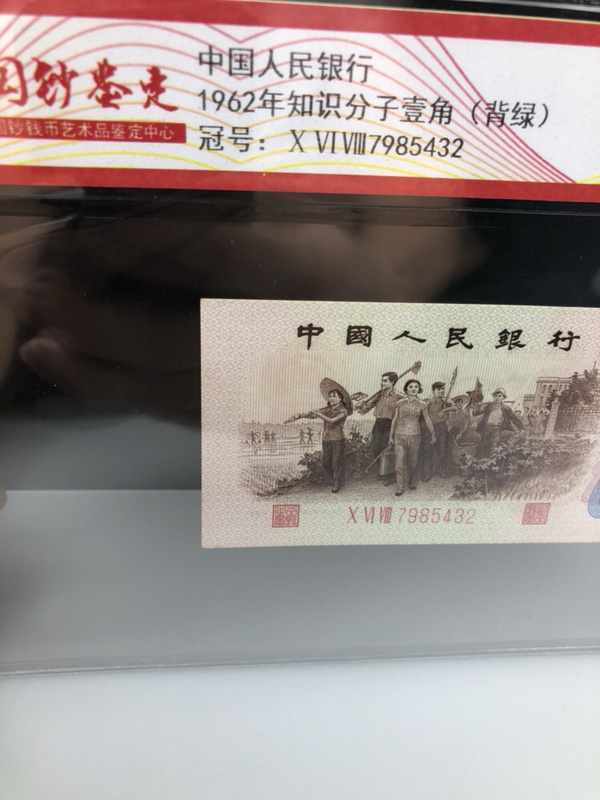 国钞鉴定
国钞钱币艺术品鉴定中心
中国人民银行
1962年知识分子壹角（背绿）
冠号： X VI VIII 7985432
中國人民銀行
X VI VIII 7985432